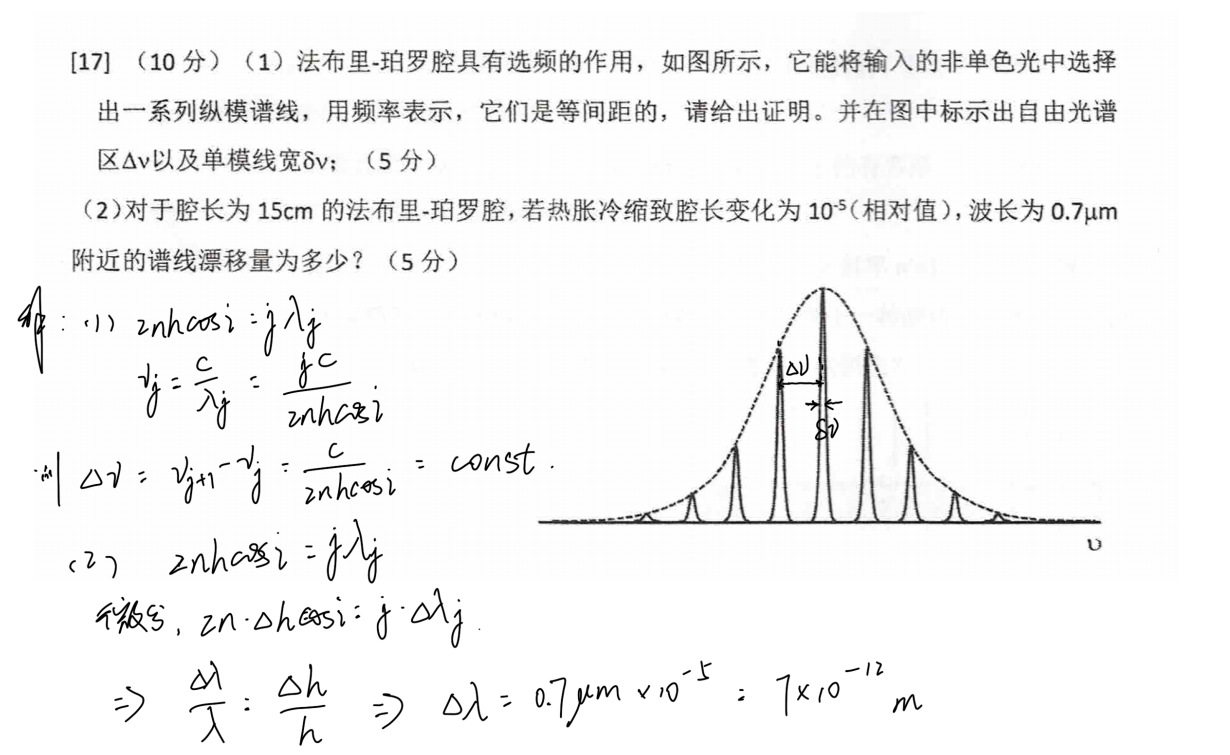 [17] （10 分）（1）法布里-珀罗腔具有选频的作用，如图所示，它能将输入的非单色光中选择
出一系列纵模谱线，用频率表示，它们是等间距的，请给出证明。并在图中标示出自由光谱
区Δν以及单模线宽δν；（5 分）
（2）对于腔长为 15cm 的法布里-珀罗腔，若热胀冷缩致腔长变化为 10⁻⁵（相对值），波长为 0.7μm
附近的谱线漂移量为多少？（5 分）
解：(1) 2nhcosi = jλj
νj = c/λj = jc/2nhcosi
Δν
δν
则 Δν = νj+1 - νj = c/2nhcosi = const.
υ
(2) 2nhcosi = jλj
微分，2n·Δhcosi = j·Δλj.
=> Δλ/λ = Δh/h => Δλ = 0.7μm×10⁻⁵ = 7×10⁻¹² m